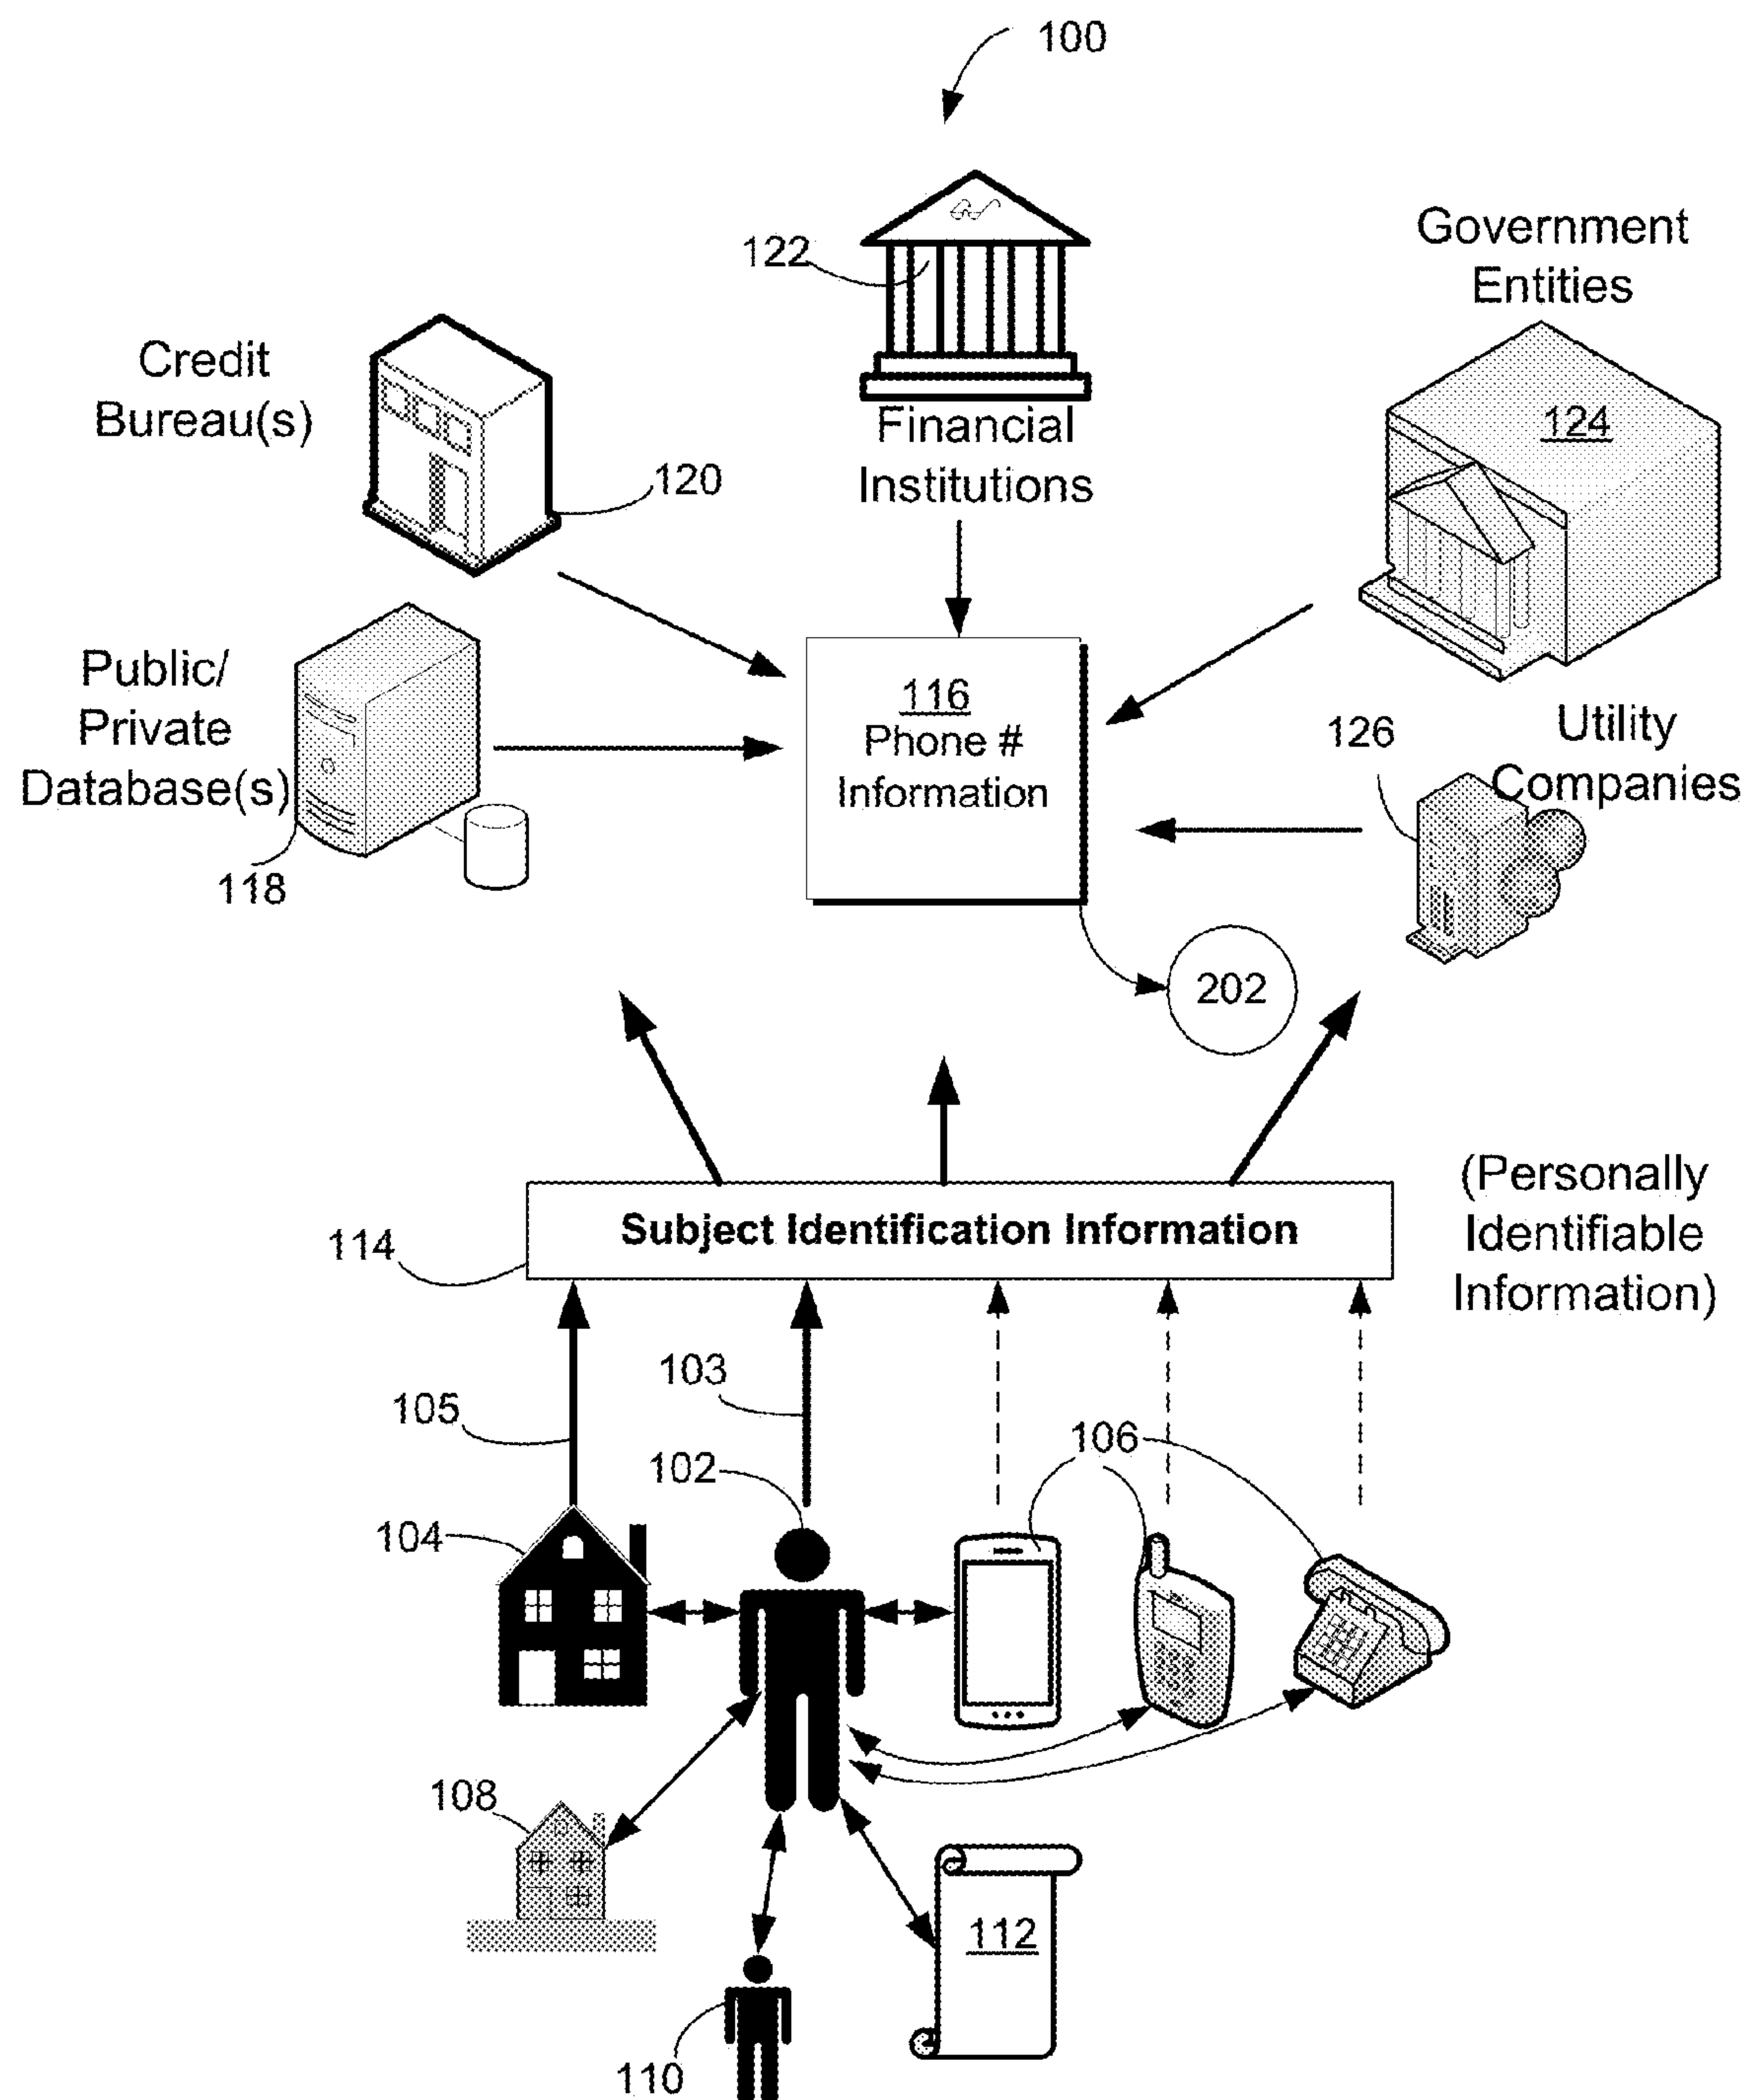 100
122
Financial
Institutions
Government
Entities
124
Credit
Bureau(s)
120
Public/
Private
Database(s)
118
116
Phone #
Information
126
Utility
Companies
202
(Personally
Identifiable
Information)
Subject Identification Information
114
103
105
102
106
104
108
112
110